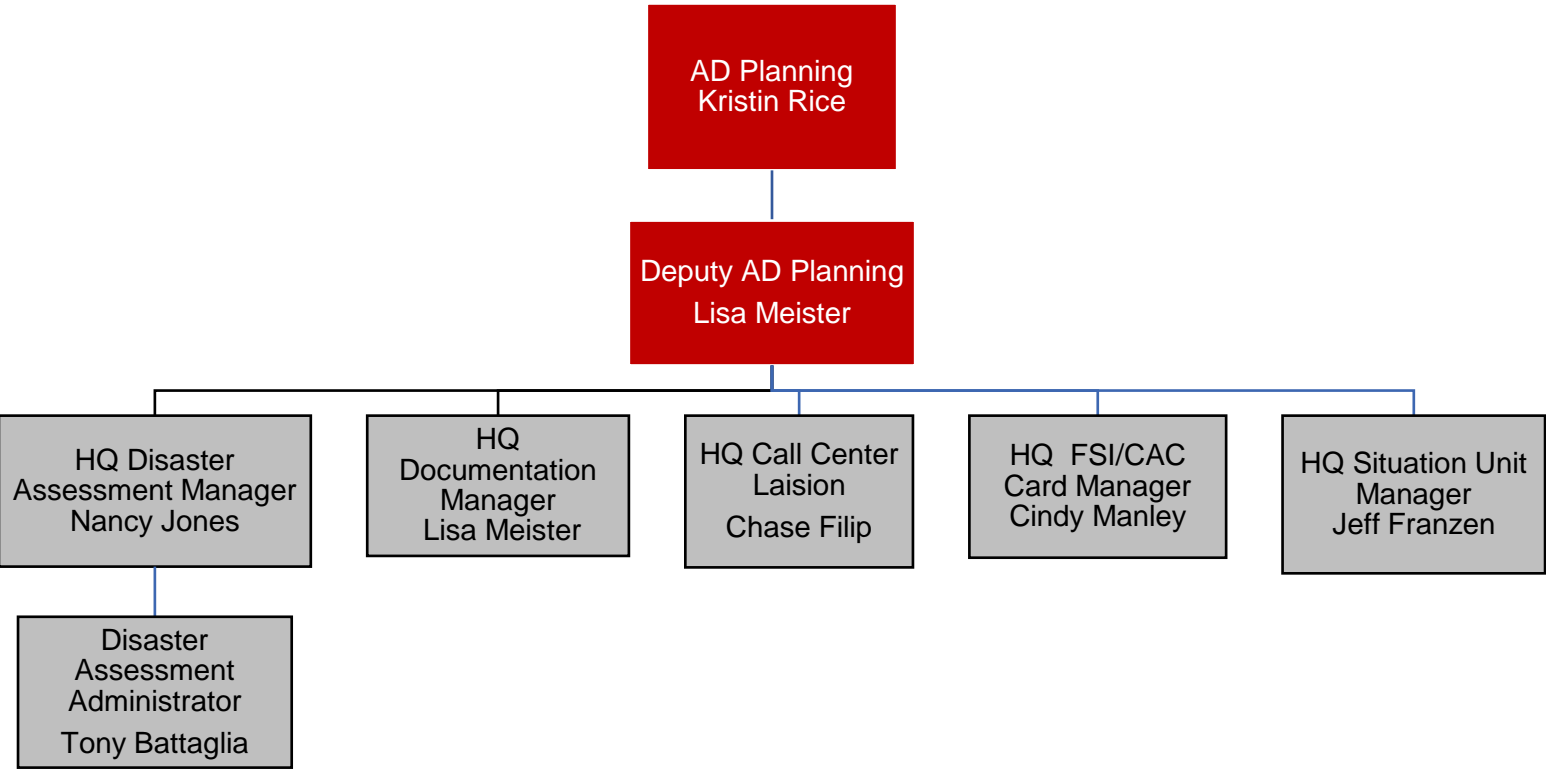 AD Planning
Kristin Rice
Deputy AD Planning
Lisa Meister
HQ Disaster
Assessment Manager
Nancy Jones
HQ
Documentation
Manager
Lisa Meister
HQ Call Center
Laision
Chase Filip
HQ FSI/CAC
Card Manager
Cindy Manley
HQ Situation Unit
Manager
Jeff Franzen
Disaster
Assessment
Administrator
Tony Battaglia